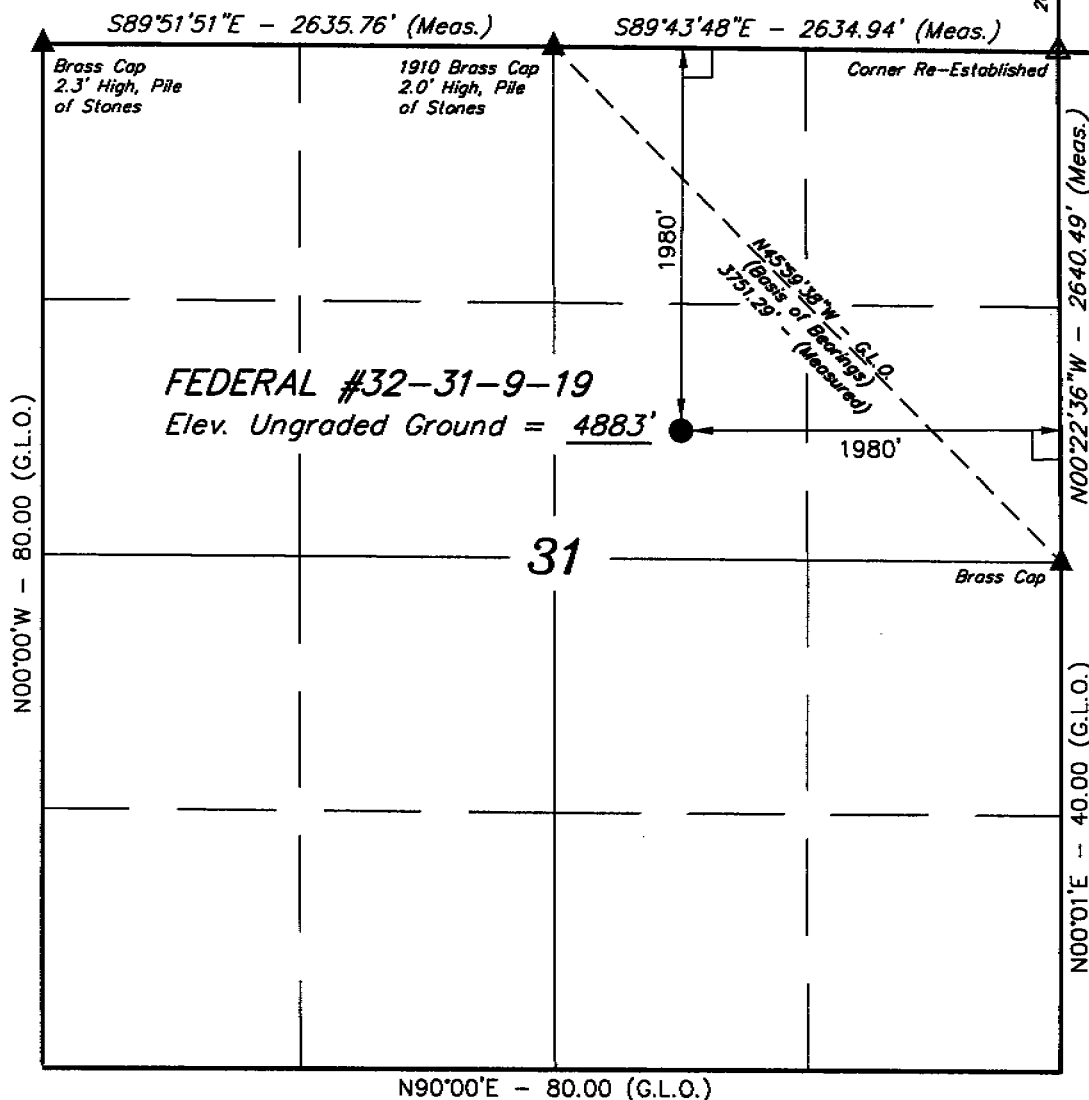 S89°51'51"E - 2635.76' (Meas.)
S89°43'48"E - 2634.94' (Meas.)
Brass Cap
2.3' High, Pile
of Stones
1910 Brass Cap
2.0' High, Pile
of Stones
Corner Re-Established
N00°22'36"W - 2640.49' (Meas.)
1980'
N45°59'38"W - G.L.O.
(Basis of Bearings)
3751.29' - (Measured)
FEDERAL #32-31-9-19
Elev. Ungraded Ground = 4883'
1980'
N00°00'W - 80.00 (G.L.O.)
31
Brass Cap
N00°01'E - 40.00 (G.L.O.)
N90°00'E - 80.00 (G.L.O.)